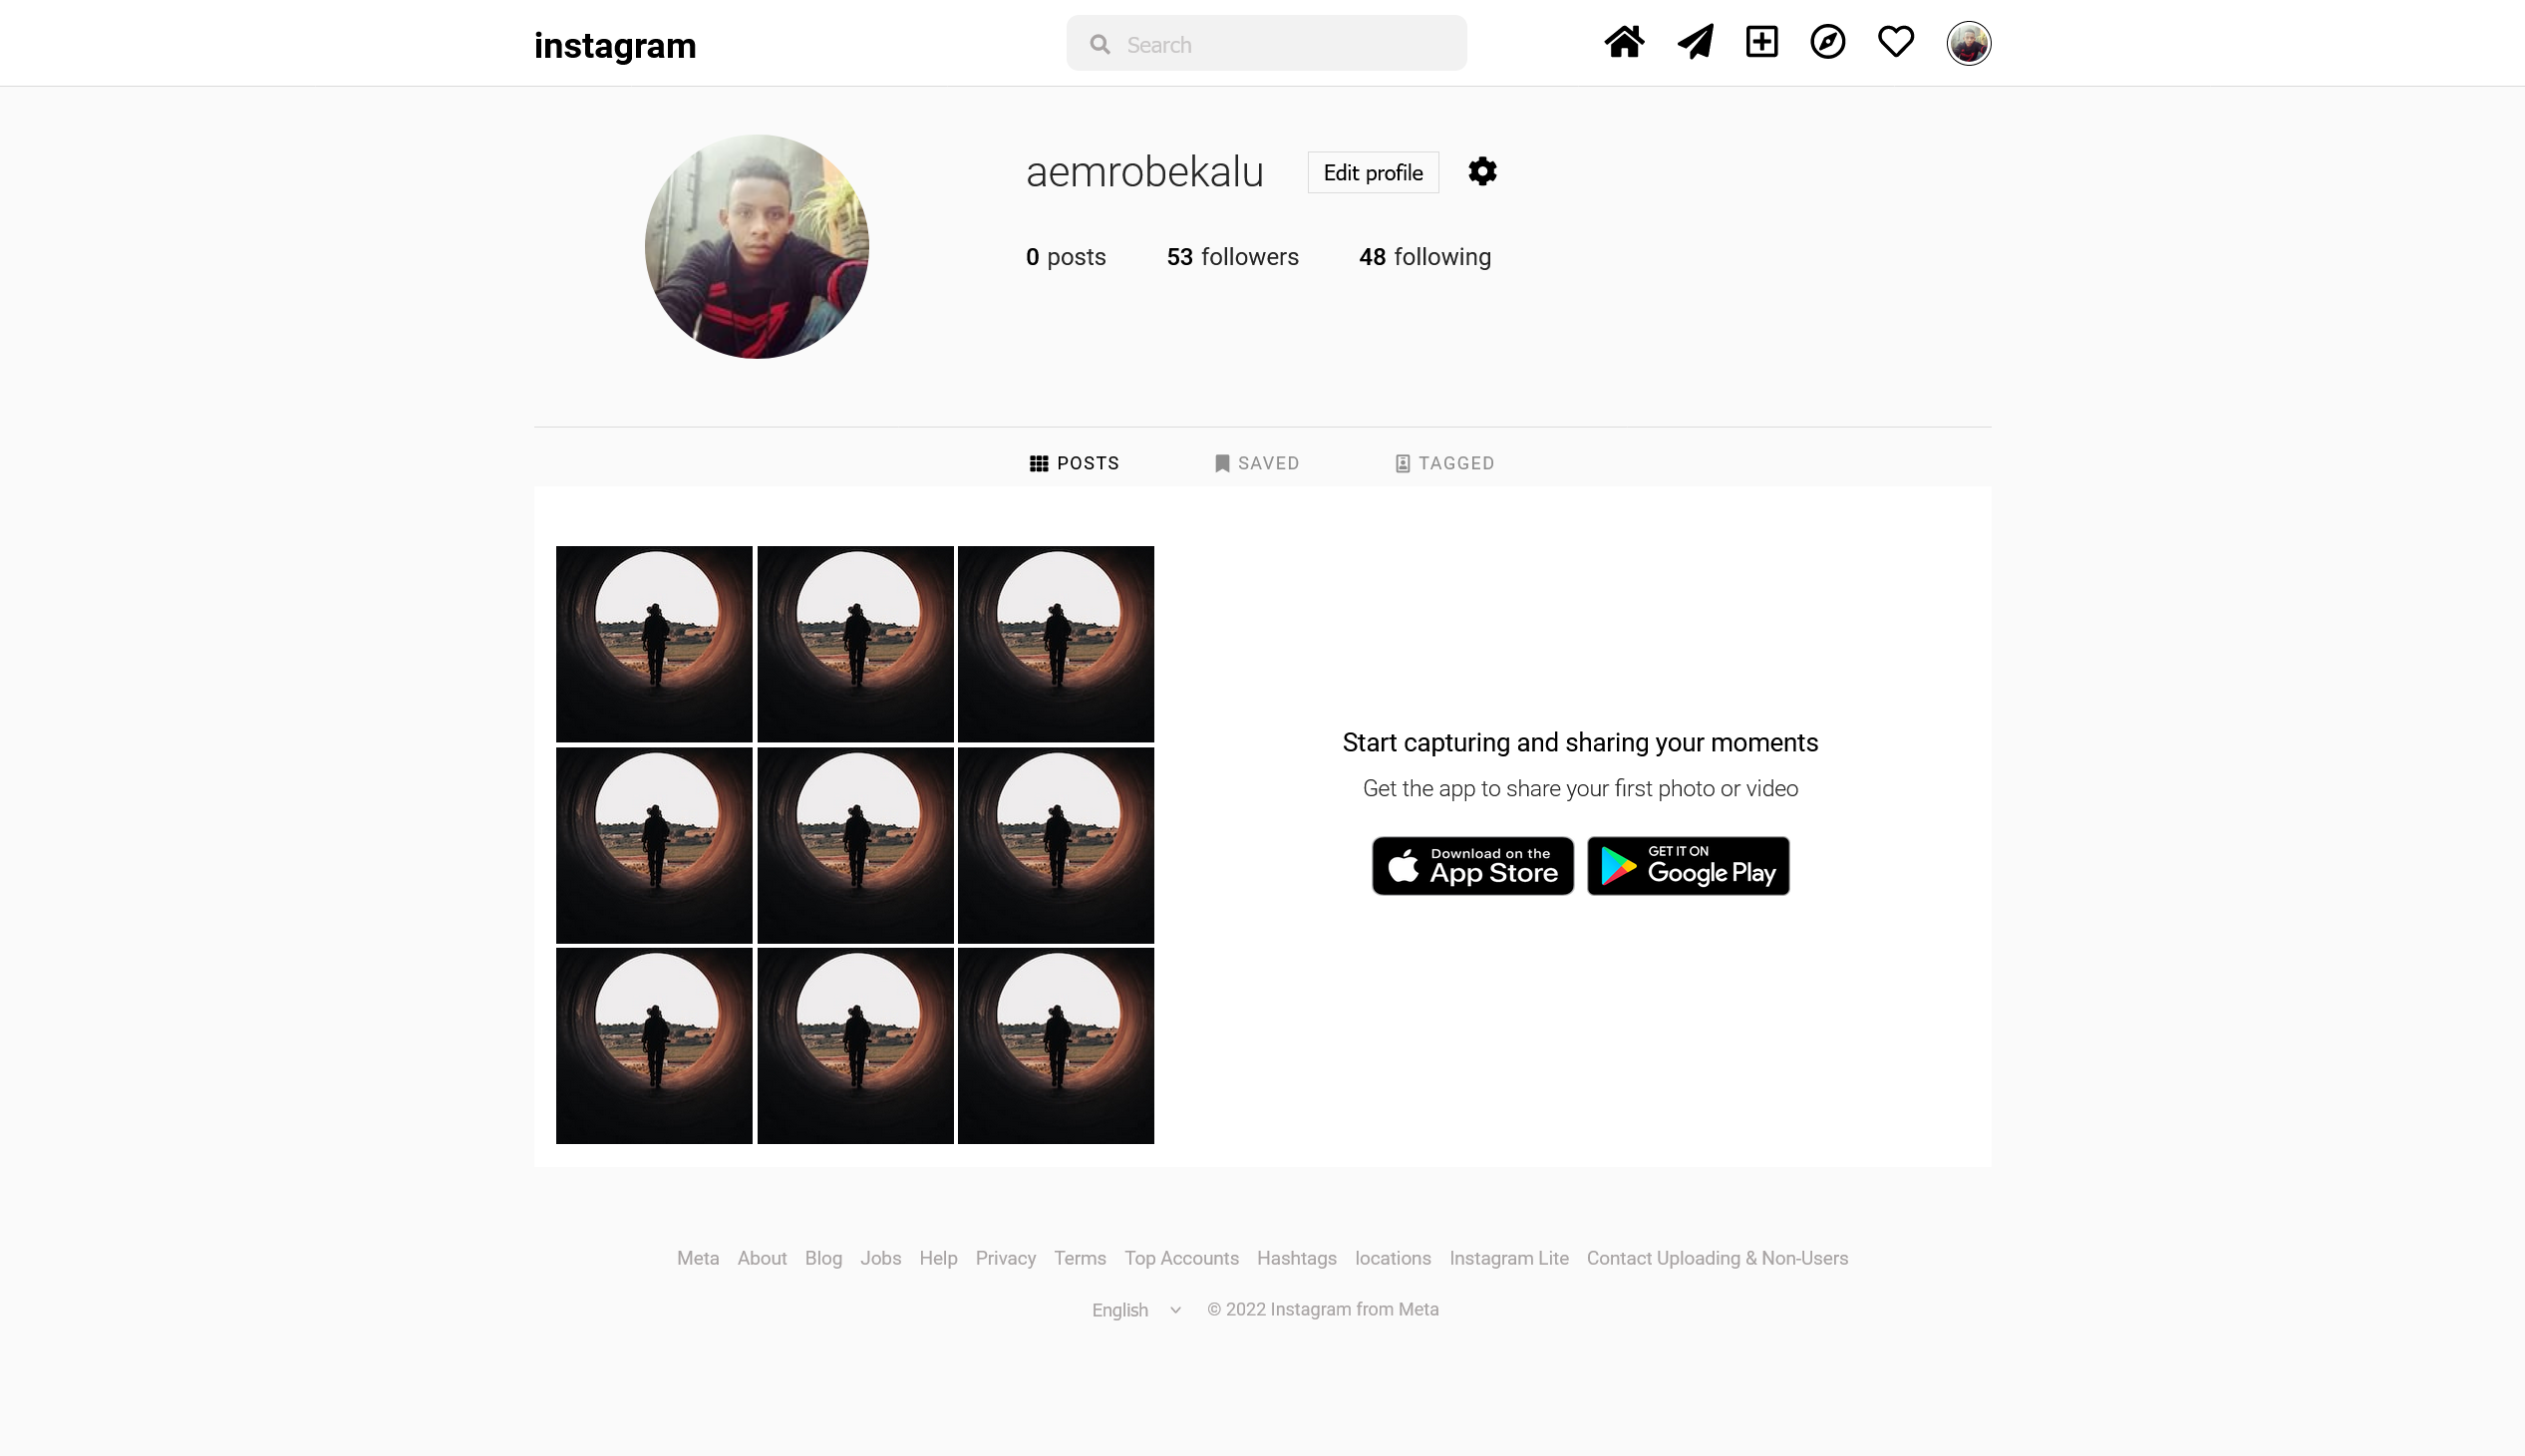 instagram
Search
aemrobekalu
Edit profile
0 posts 53 followers 48 following
POSTS SAVED TAGGED
Start capturing and sharing your moments
Get the app to share your first photo or video
Download on the
App Store
GET IT ON
Google Play
Meta About Blog Jobs Help Privacy Terms Top Accounts Hashtags locations Instagram Lite Contact Uploading & Non-Users
English © 2022 Instagram from Meta